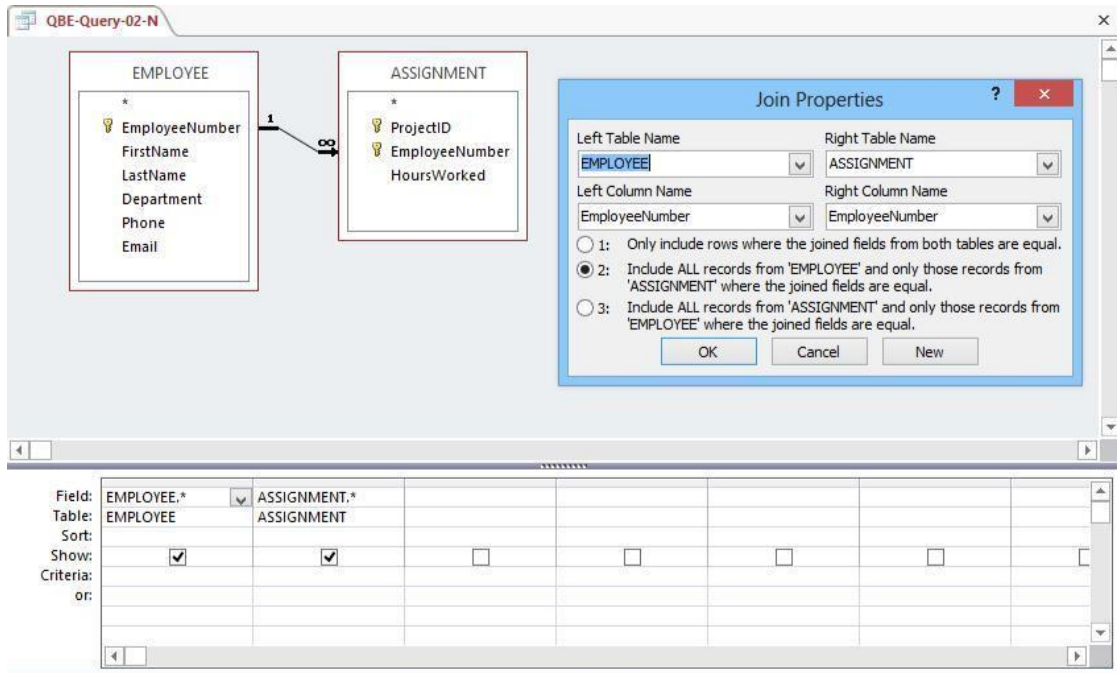 QBE-Query-02-N
EMPLOYEE
*
EmployeeNumber
FirstName
LastName
Department
Phone
Email
1
∞
ASSIGNMENT
*
ProjectID
EmployeeNumber
HoursWorked
Join Properties ?
Left Table Name Right Table Name
EMPLOYEE ASSIGNMENT
Left Column Name Right Column Name
EmployeeNumber EmployeeNumber
1: Only include rows where the joined fields from both tables are equal.
2: Include ALL records from 'EMPLOYEE' and only those records from
'ASSIGNMENT' where the joined fields are equal.
3: Include ALL records from 'ASSIGNMENT' and only those records from
'EMPLOYEE' where the joined fields are equal.
OK Cancel New
Field: EMPLOYEE.* ASSIGNMENT.*
Table: EMPLOYEE ASSIGNMENT
Sort:
Show:
Criteria:
or: